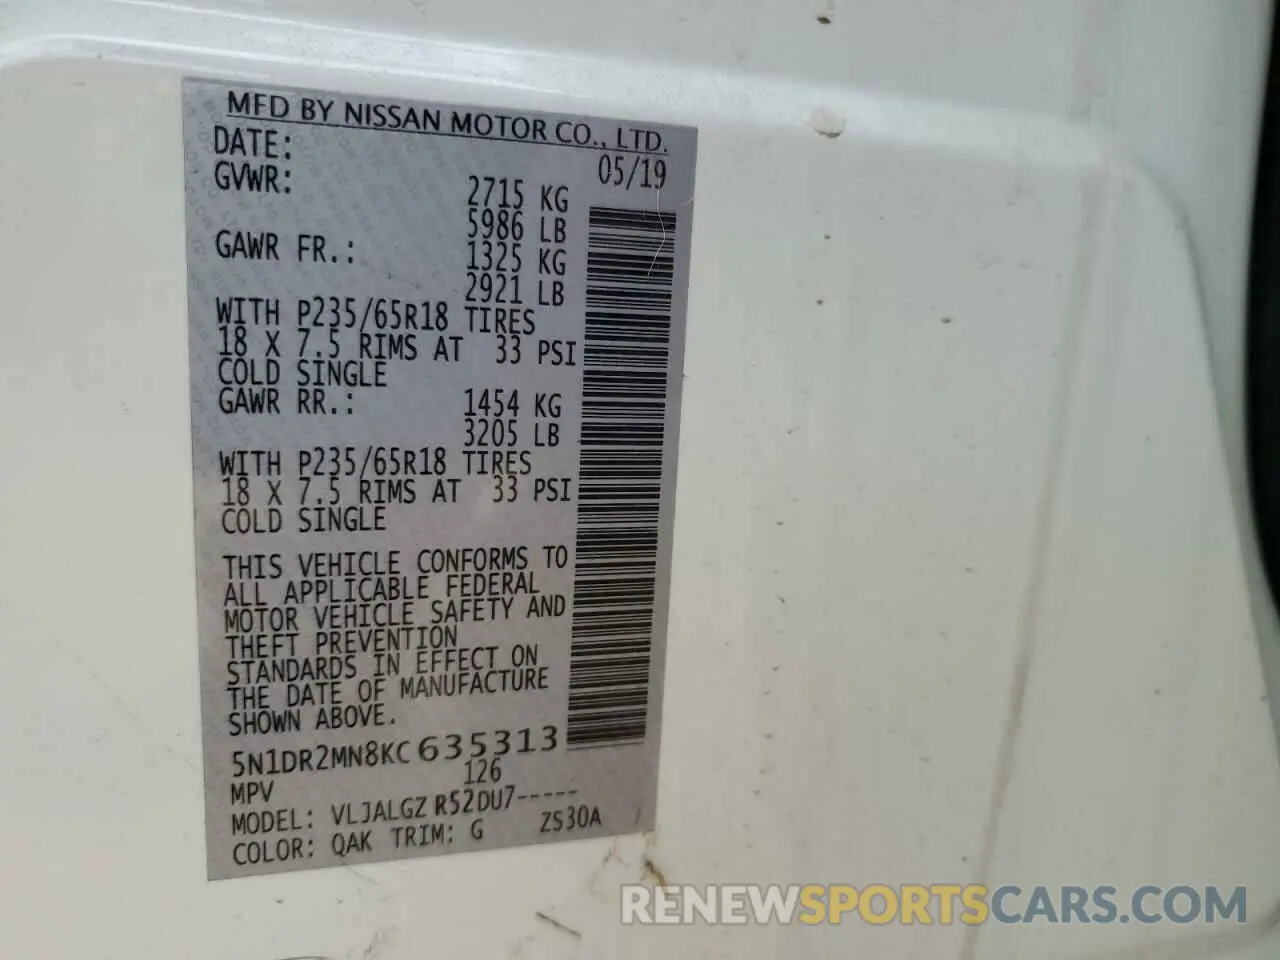 MFD BY NISSAN MOTOR CO., LTD.
DATE: 05/19
GVWR: 2715 KG
5986 LB
GAWR FR.: 1325 KG
2921 LB
WITH P235/65R18 TIRES
18 X 7.5 RIMS AT 33 PSI
COLD SINGLE
GAWR RR.: 1454 KG
3205 LB
WITH P235/65R18 TIRES
18 X 7.5 RIMS AT 33 PSI
COLD SINGLE
THIS VEHICLE CONFORMS TO
ALL APPLICABLE FEDERAL
MOTOR VEHICLE SAFETY AND
THEFT PREVENTION
STANDARDS IN EFFECT ON
THE DATE OF MANUFACTURE
SHOWN ABOVE.
5N1DR2MN8KC635313
MPV 126
MODEL: VLJALGZ R52DU7-----
COLOR: QAK TRIM: G ZS30A
RENEWSPORTSCARS.COM